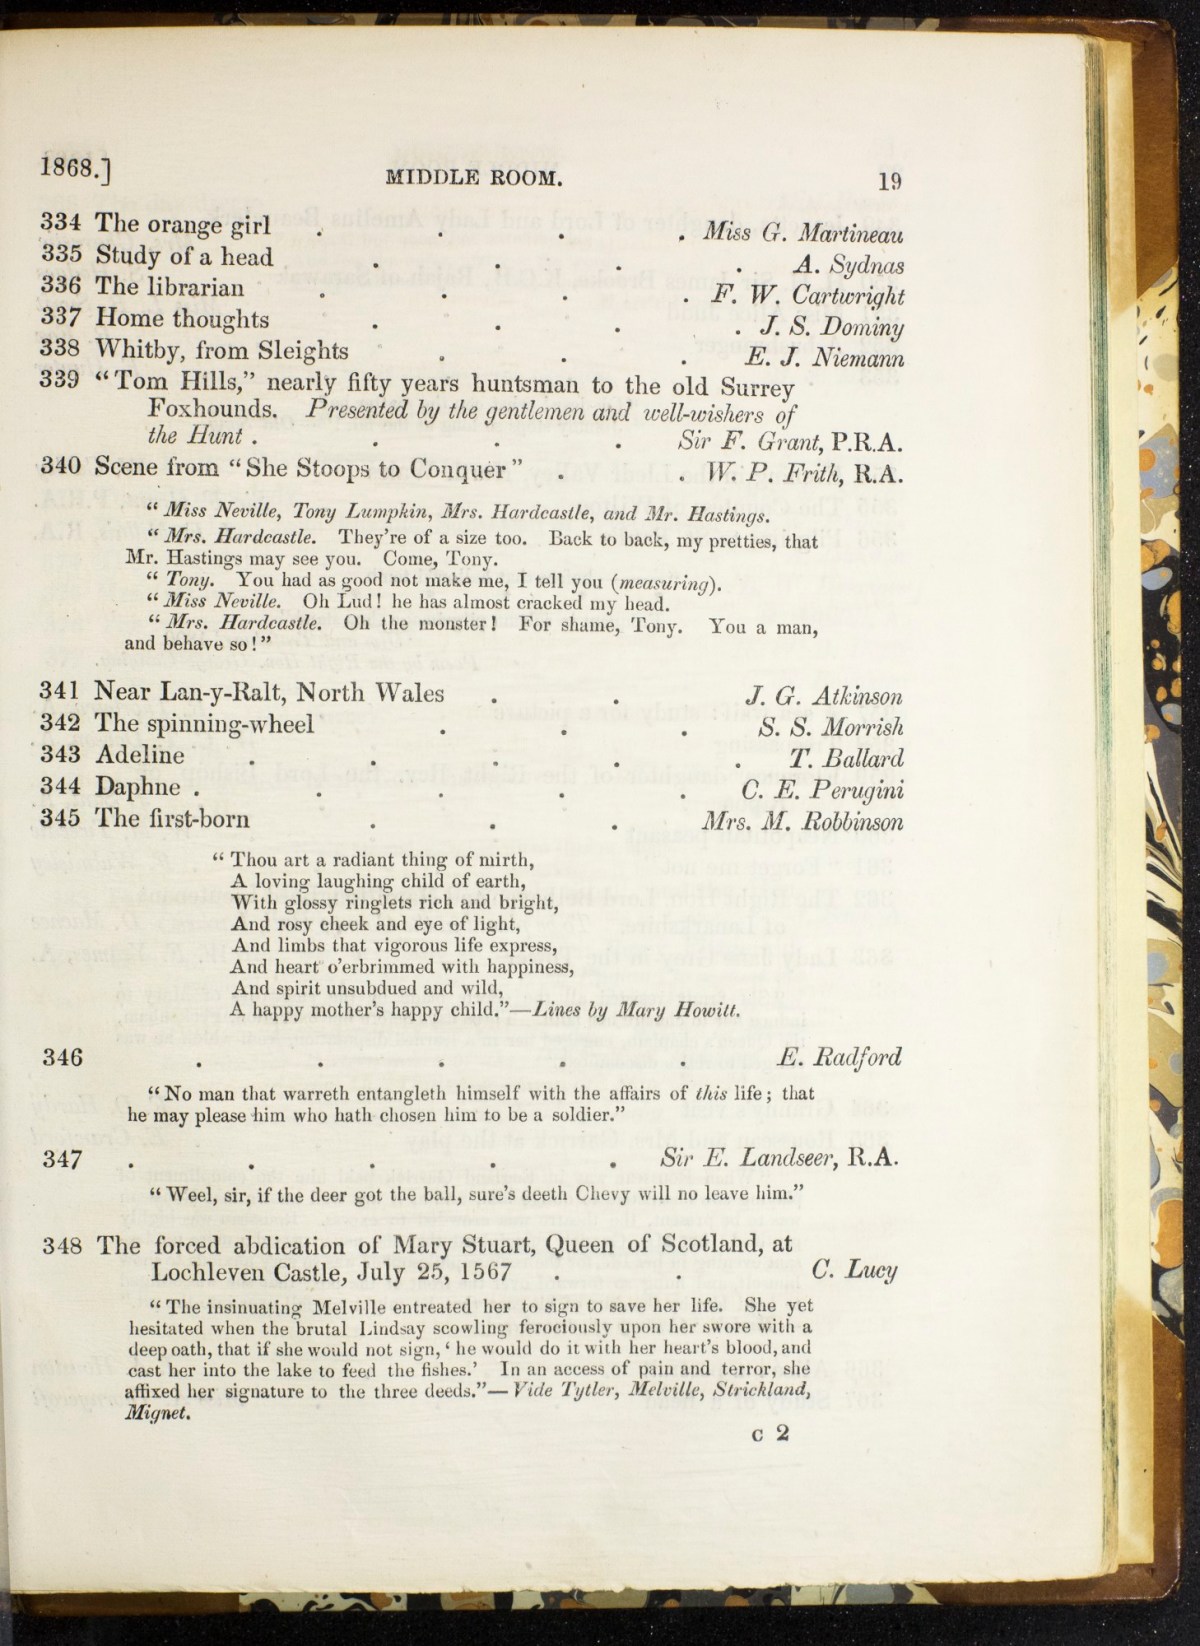 1868.] MIDDLE ROOM. 19
334 The orange girl . . . . Miss G. Martineau
335 Study of a head . . . . A. Sydnas
336 The librarian . . . . F. W. Cartwright
337 Home thoughts . . . . J. S. Dominy
338 Whitby, from Sleights . . . E. J. Niemann
339 “Tom Hills,” nearly fifty years huntsman to the old Surrey
Foxhounds. Presented by the gentlemen and well-wishers of
the Hunt . . . . Sir F. Grant, P.R.A.
340 Scene from “She Stoops to Conquer” . . W. P. Frith, R.A.
“Miss Neville, Tony Lumpkin, Mrs. Hardcastle, and Mr. Hastings.
“Mrs. Hardcastle. They’re of a size too. Back to back, my pretties, that
Mr. Hastings may see you. Come, Tony.
“Tony. You had as good not make me, I tell you (measuring).
“Miss Neville. Oh Lud! he has almost cracked my head.
“Mrs. Hardcastle. Oh the monster! For shame, Tony. You a man,
and behave so!”
341 Near Lan-y-Ralt, North Wales . . J. G. Atkinson
342 The spinning-wheel . . . S. S. Morrish
343 Adeline . . . . . T. Ballard
344 Daphne . . . . . C. E. Perugini
345 The first-born . . . Mrs. M. Robbinson
“Thou art a radiant thing of mirth,
A loving laughing child of earth,
With glossy ringlets rich and bright,
And rosy cheek and eye of light,
And limbs that vigorous life express,
And heart o’erbrimmed with happiness,
And spirit unsubdued and wild,
A happy mother’s happy child.”—Lines by Mary Howitt.
346 . . . . . E. Radford
“No man that warreth entangleth himself with the affairs of this life; that
he may please him who hath chosen him to be a soldier.”
347 . . . . . Sir E. Landseer, R.A.
“Weel, sir, if the deer got the ball, sure’s deeth Chevy will no leave him.”
348 The forced abdication of Mary Stuart, Queen of Scotland, at
Lochleven Castle, July 25, 1567 . . C. Lucy
“The insinuating Melville entreated her to sign to save her life. She yet
hesitated when the brutal Lindsay scowling ferociously upon her swore with a
deep oath, that if she would not sign, ‘he would do it with her heart’s blood, and
cast her into the lake to feed the fishes.’ In an access of pain and terror, she
affixed her signature to the three deeds.”—Vide Tytler, Melville, Strickland,
Mignet.
C 2